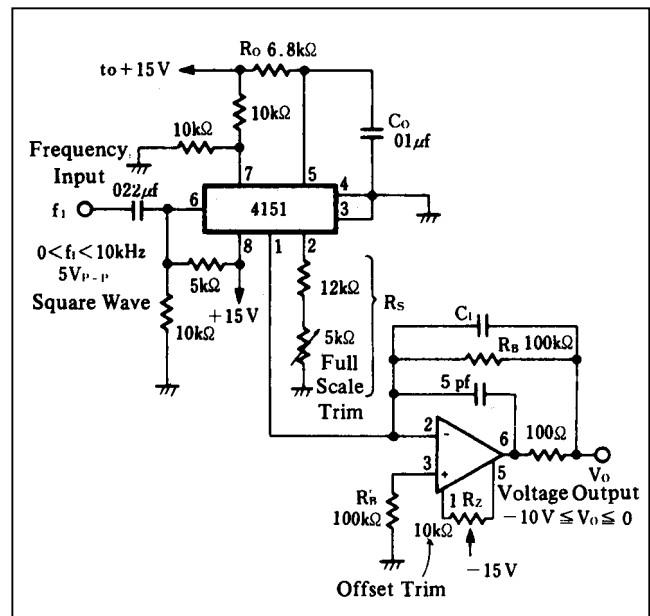 Rₒ 6.8kΩ
to+15V
10kΩ
10kΩ
Cₒ
01μf
Frequency
Input
022μf
7
5
4
3
6
4151
f₁
8
1
2
0<f₁<10kHz
5V_P-P
Square Wave
5kΩ
+15V
10kΩ
12kΩ
Rs
5kΩ
Full
Scale
Trim
C₁
R_B 100kΩ
5 pf
2
-
6
100Ω
3
+
5
Vₒ
R'_B
100kΩ
1 Rz
10kΩ
Voltage Output
−10V≦Vₒ≦0
−15V
Offset Trim